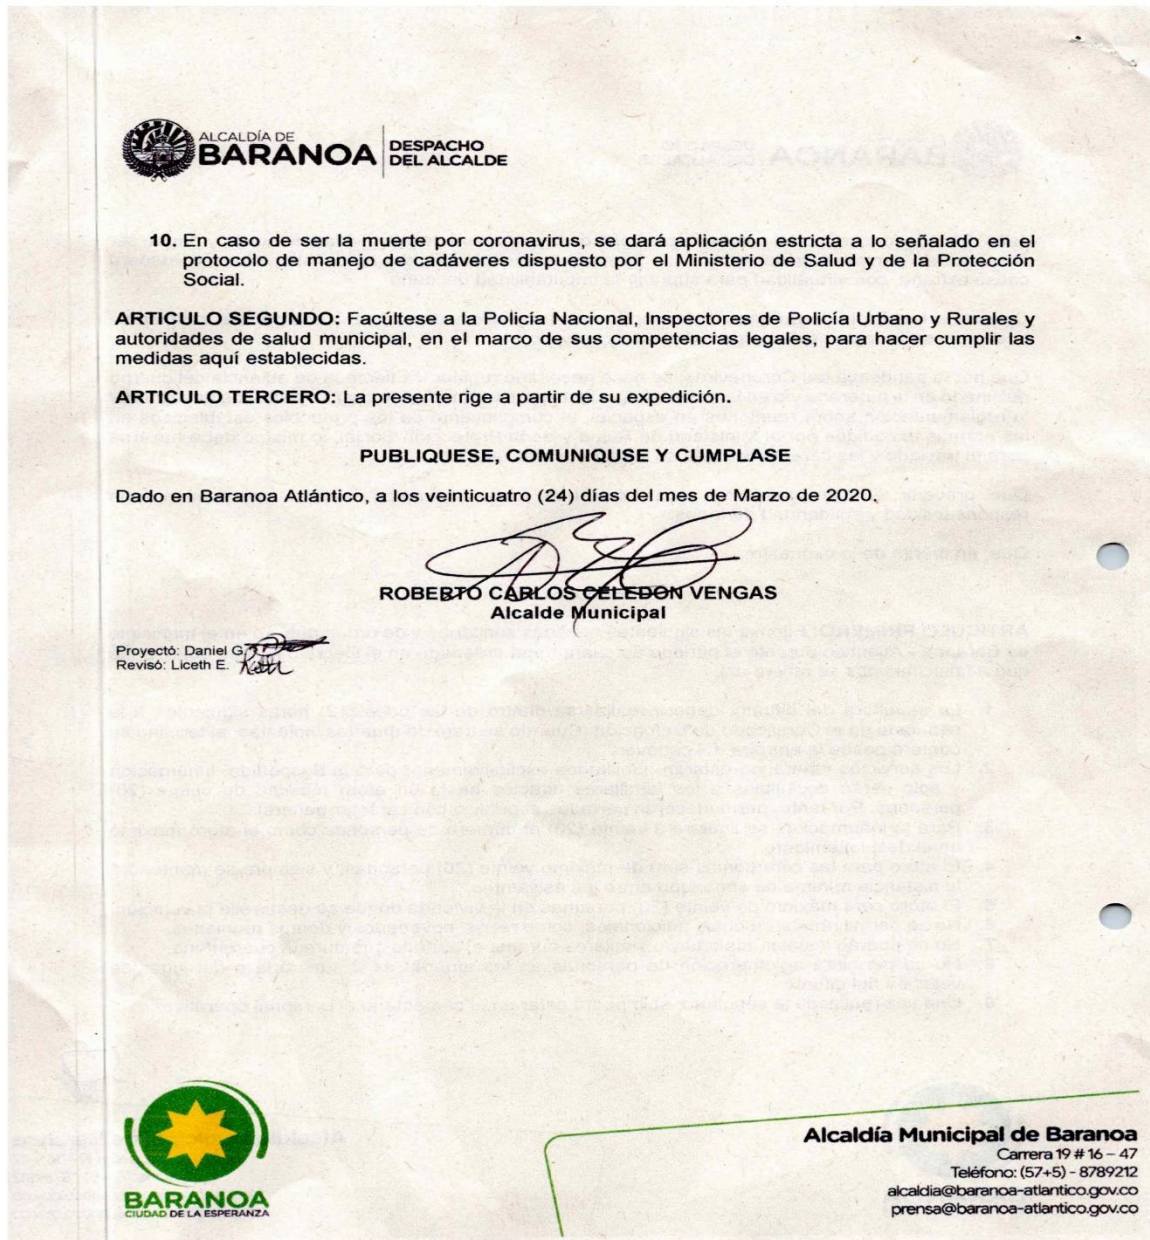 ALCALDÍA DE
BARANOA
DESPACHO
DEL ALCALDE
10. En caso de ser la muerte por coronavirus, se dará aplicación estricta a lo señalado en el
protocolo de manejo de cadáveres dispuesto por el Ministerio de Salud y de la Protección
Social.
ARTICULO SEGUNDO: Facúltese a la Policía Nacional, Inspectores de Policía Urbano y Rurales y
autoridades de salud municipal, en el marco de sus competencias legales, para hacer cumplir las
medidas aquí establecidas.
ARTICULO TERCERO: La presente rige a partir de su expedición.
PUBLIQUESE, COMUNIQUSE Y CUMPLASE
Dado en Baranoa Atlántico, a los veinticuatro (24) días del mes de Marzo de 2020.
ROBERTO CARLOS CELEDON VENGAS
Alcalde Municipal
Proyectó: Daniel G.
Revisó: Liceth E.
BARANOA
CIUDAD DE LA ESPERANZA
Alcaldía Municipal de Baranoa
Carrera 19 # 16 – 47
Teléfono: (57+5) - 8789212
alcaldia@baranoa-atlantico.gov.co
prensa@baranoa-atlantico.gov.co